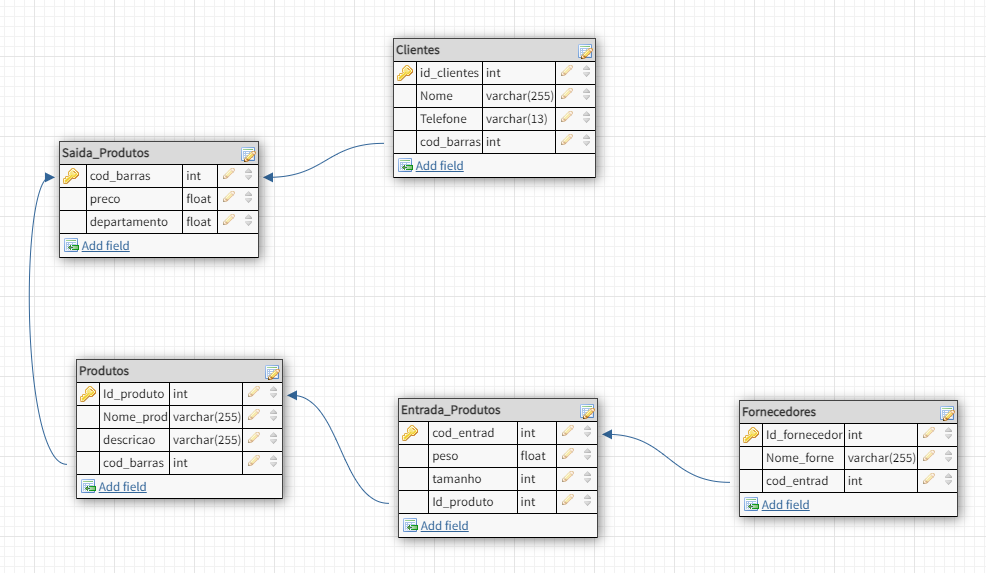 Clientes
id_clientes int
Nome varchar(255)
Telefone varchar(13)
cod_barras int
Add field
Saida_Produtos
cod_barras int
preco float
departamento float
Add field
Produtos
Id_produto int
Nome_prod varchar(255)
descricao varchar(255)
cod_barras int
Add field
Entrada_Produtos
cod_entrad int
peso float
tamanho int
Id_produto int
Add field
Fornecedores
Id_fornecedor int
Nome_forne varchar(255)
cod_entrad int
Add field